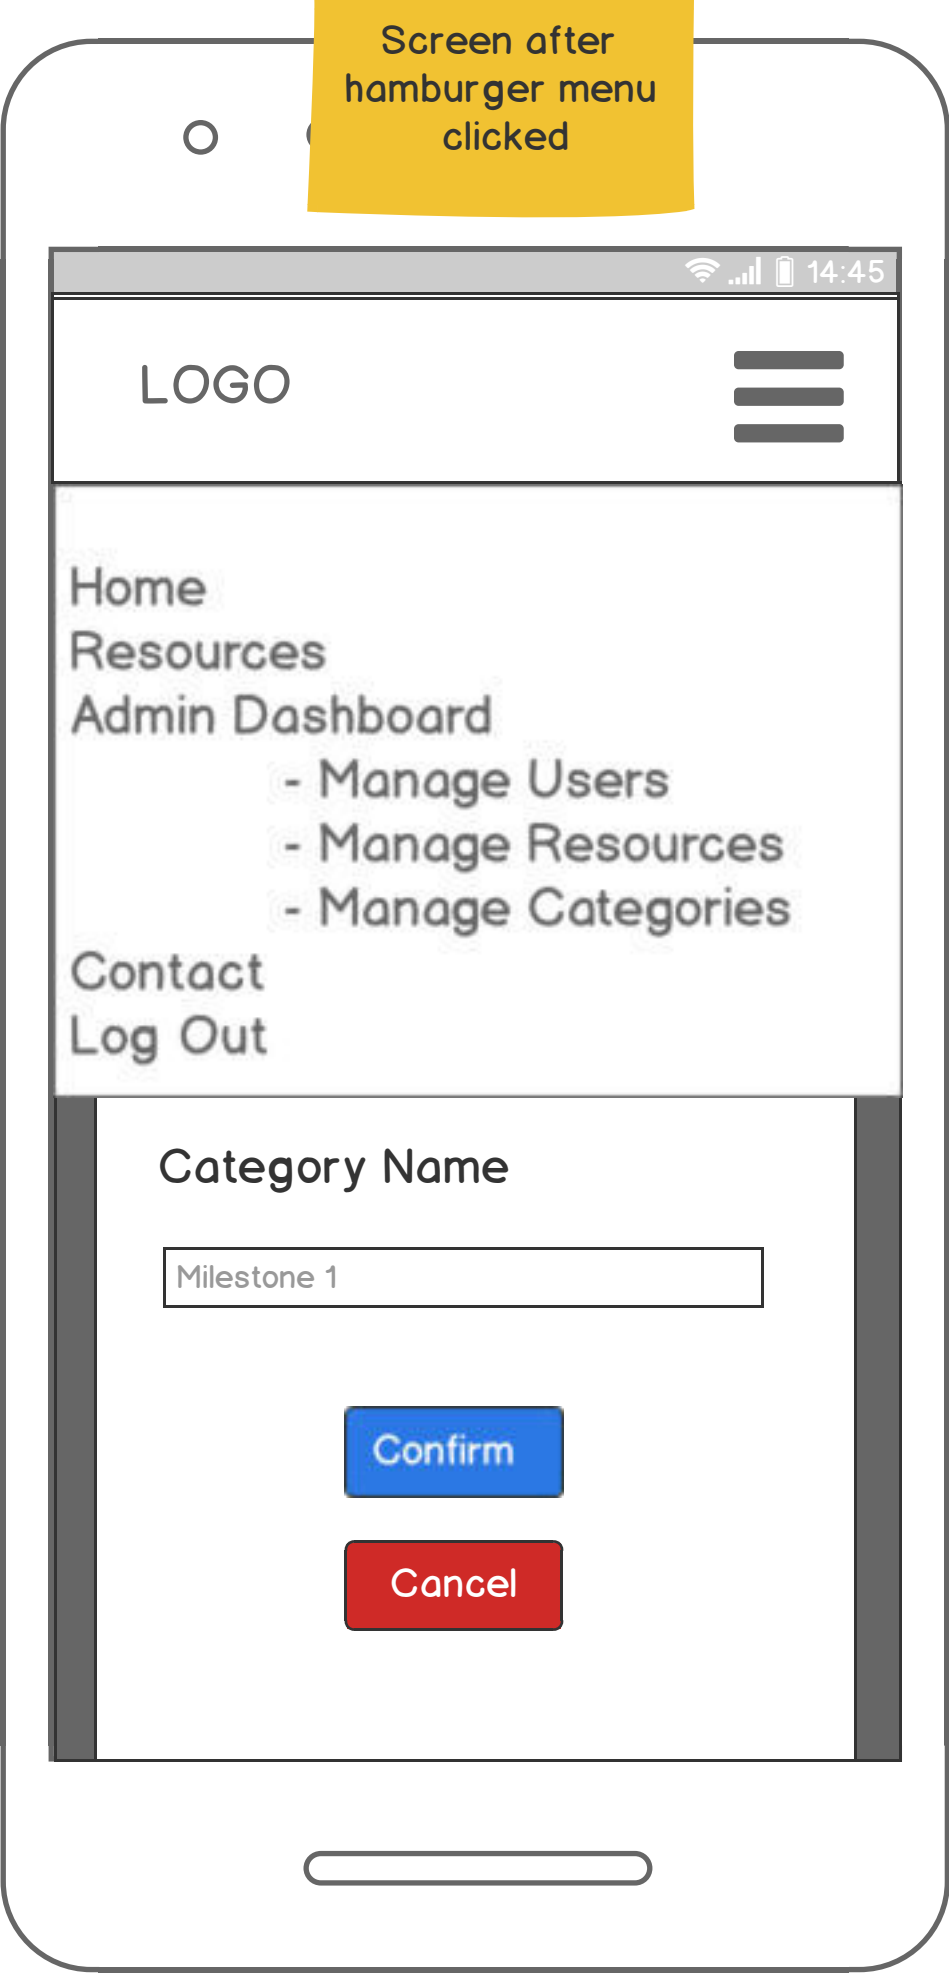 Screen after
hamburger menu
clicked
14:45
LOGO
Home
Resources
Admin Dashboard
- Manage Users
- Manage Resources
- Manage Categories
Contact
Log Out
Category Name
Milestone 1
Confirm
Cancel